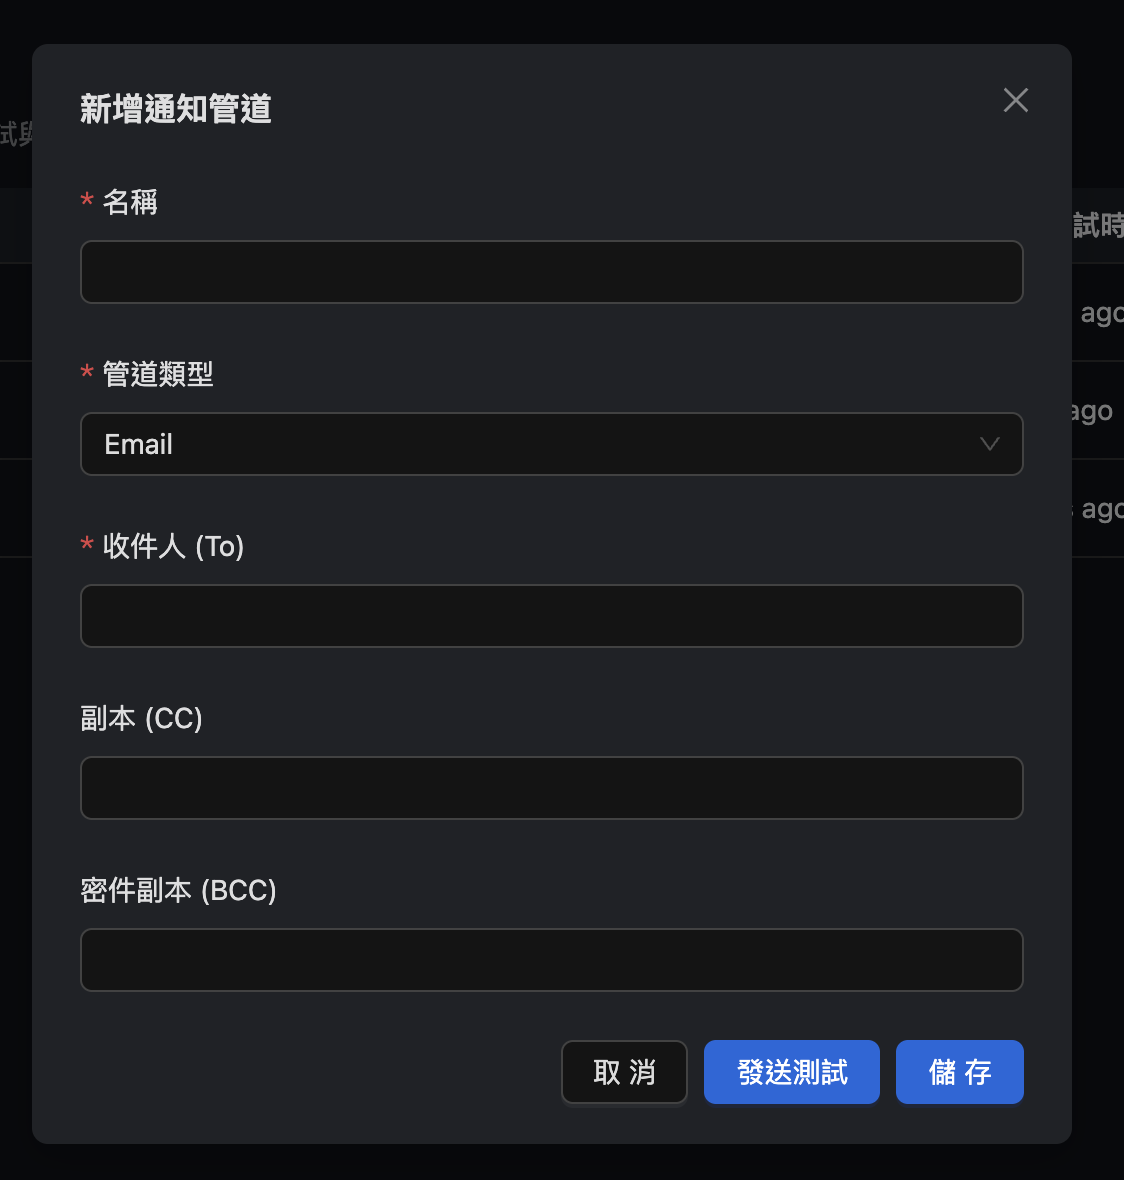 新增通知管道
試與
* 名稱
試時
ago
* 管道類型
ago
Email
s ago
* 收件人 (To)
副本 (CC)
密件副本 (BCC)
取 消
發送測試
儲 存